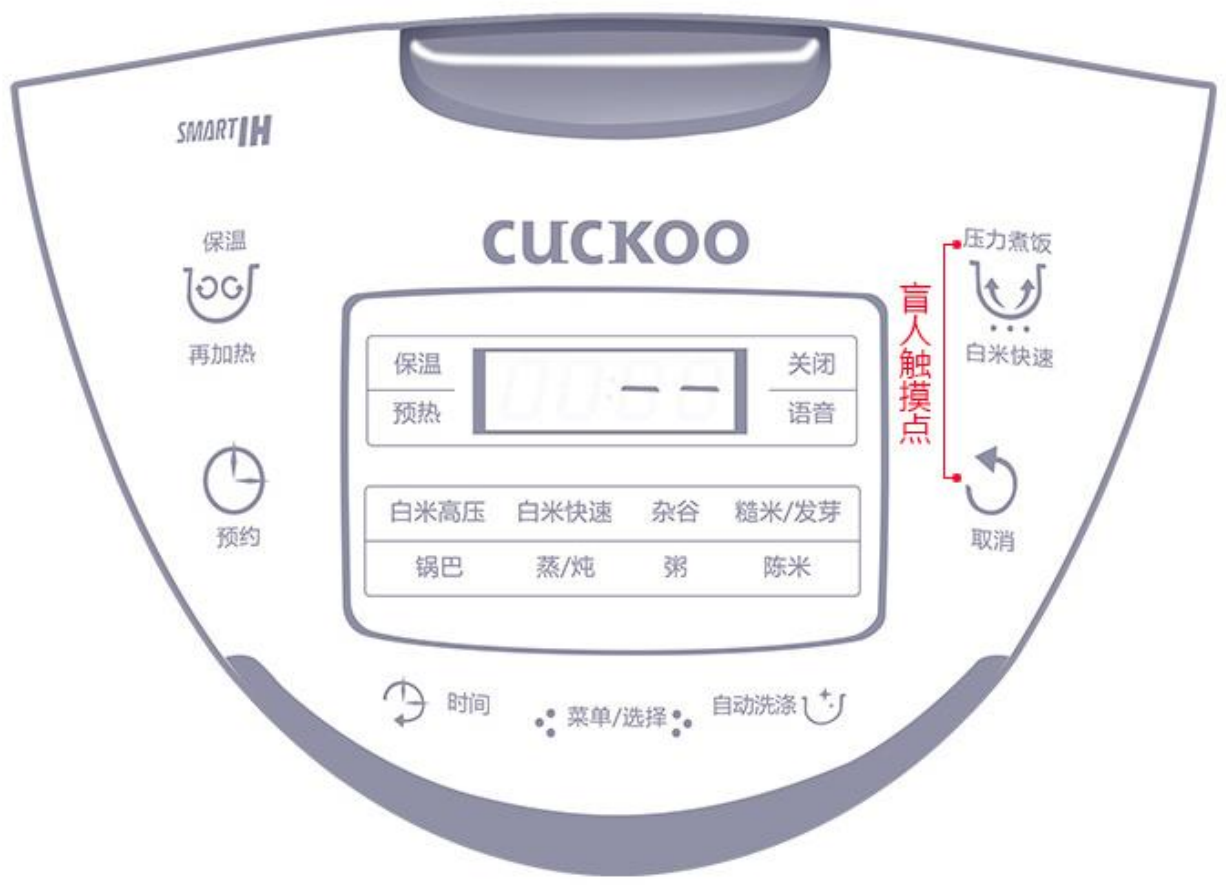 SMART IH
CUCKOO
保温
再加热
预约
保温
预热
00:00
--
关闭
语音
白米高压 白米快速 杂谷 糙米/发芽
锅巴 蒸/炖 粥 陈米
盲人触摸点
压力煮饭
白米快速
取消
时间
菜单/选择
自动洗涤